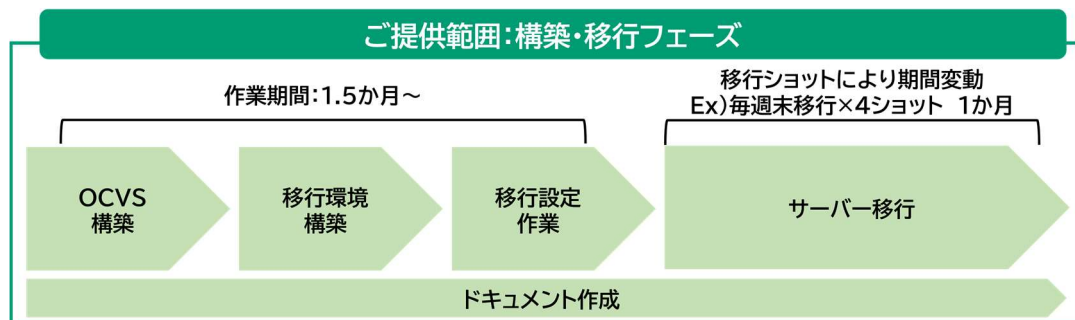 ご提供範囲:構築・移行フェーズ
作業期間:1.5か月～
移行ショットにより期間変動
Ex)毎週末移行×4ショット 1か月
OCVS
構築
移行環境
構築
移行設定
作業
サーバー移行
ドキュメント作成